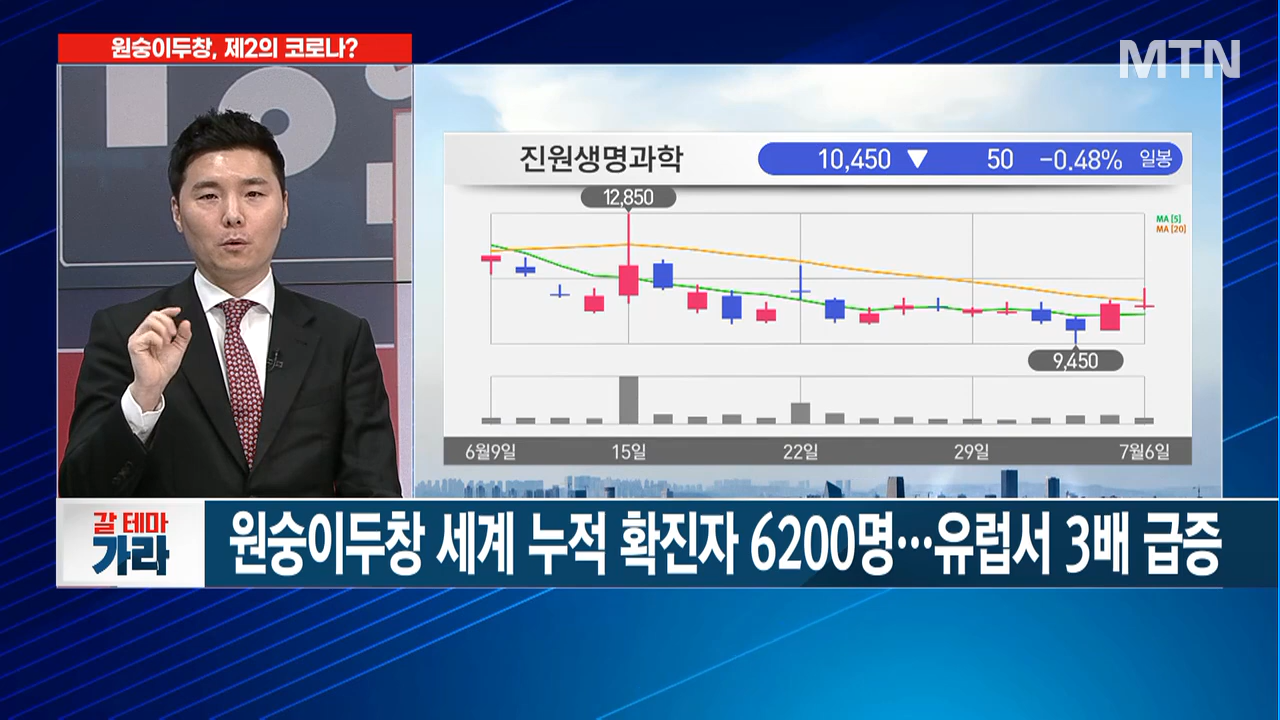 원숭이두창, 제2의 코로나?
MTN
진원생명과학
10,450 ▼ 50 -0.48% 일봉
12,850
MA [5]
MA [20]
9,450
6월9일 15일 22일 29일 7월6일
갈 테마
가라
원숭이두창 세계 누적 확진자 6200명…유럽서 3배 급증